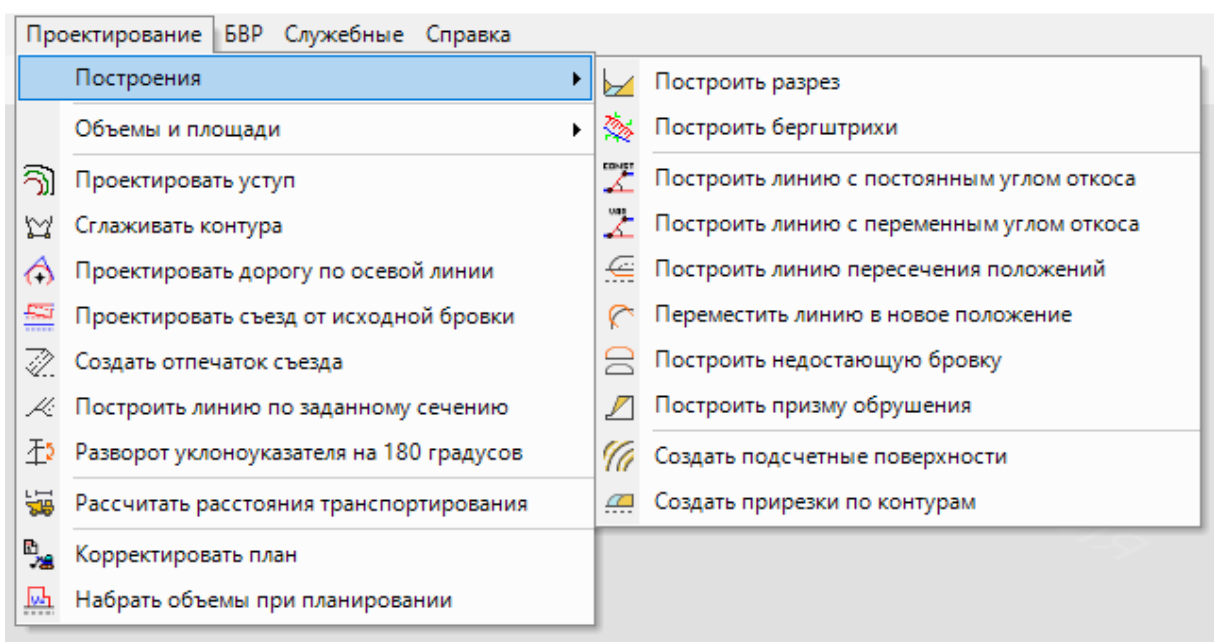 Проектирование БВР Служебные Справка
Построения
Объемы и площади
Проектировать уступ
Сглаживать контура
Проектировать дорогу по осевой линии
Проектировать съезд от исходной бровки
Создать отпечаток съезда
Построить линию по заданному сечению
Разворот уклоноуказателя на 180 градусов
Рассчитать расстояния транспортирования
Корректировать план
Набрать объемы при планировании
Построить разрез
Построить бергштрихи
CONST
Построить линию с постоянным углом откоса
Построить линию с переменным углом откоса
Построить линию пересечения положений
Переместить линию в новое положение
Построить недостающую бровку
Построить призму обрушения
Создать подсчетные поверхности
Создать прирезки по контурам